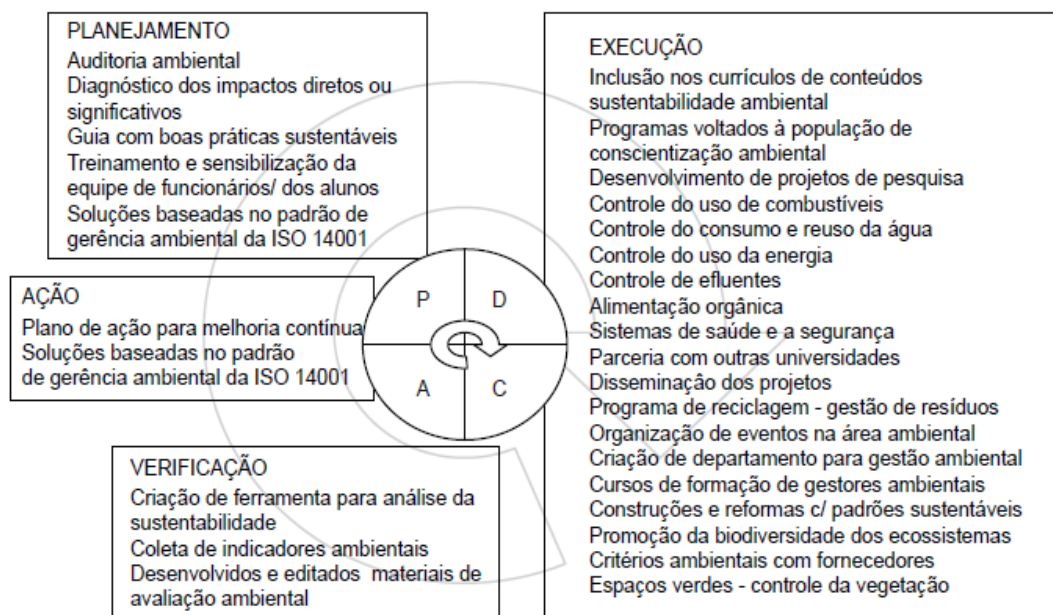 PLANEJAMENTO
Auditoria ambiental
Diagnóstico dos impactos diretos ou
significativos
Guia com boas práticas sustentáveis
Treinamento e sensibilização da
equipe de funcionários/ dos alunos
Soluções baseadas no padrão de
gerência ambiental da ISO 14001
EXECUÇÃO
Inclusão nos currículos de conteúdos
sustentabilidade ambiental
Programas voltados à população de
conscientização ambiental
Desenvolvimento de projetos de pesquisa
Controle do uso de combustíveis
Controle do consumo e reuso da água
Controle do uso da energia
Controle de efluentes
Alimentação orgânica
Sistemas de saúde e a segurança
Parceria com outras universidades
Disseminação dos projetos
Programa de reciclagem - gestão de resíduos
Organização de eventos na área ambiental
Criação de departamento para gestão ambiental
Cursos de formação de gestores ambientais
Construções e reformas c/ padrões sustentáveis
Promoção da biodiversidade dos ecossistemas
Critérios ambientais com fornecedores
Espaços verdes - controle da vegetação
AÇÃO
Plano de ação para melhoria contínua
Soluções baseadas no padrão
de gerência ambiental da ISO 14001
P D
A C
VERIFICAÇÃO
Criação de ferramenta para análise da
sustentabilidade
Coleta de indicadores ambientais
Desenvolvidos e editados materiais de
avaliação ambiental